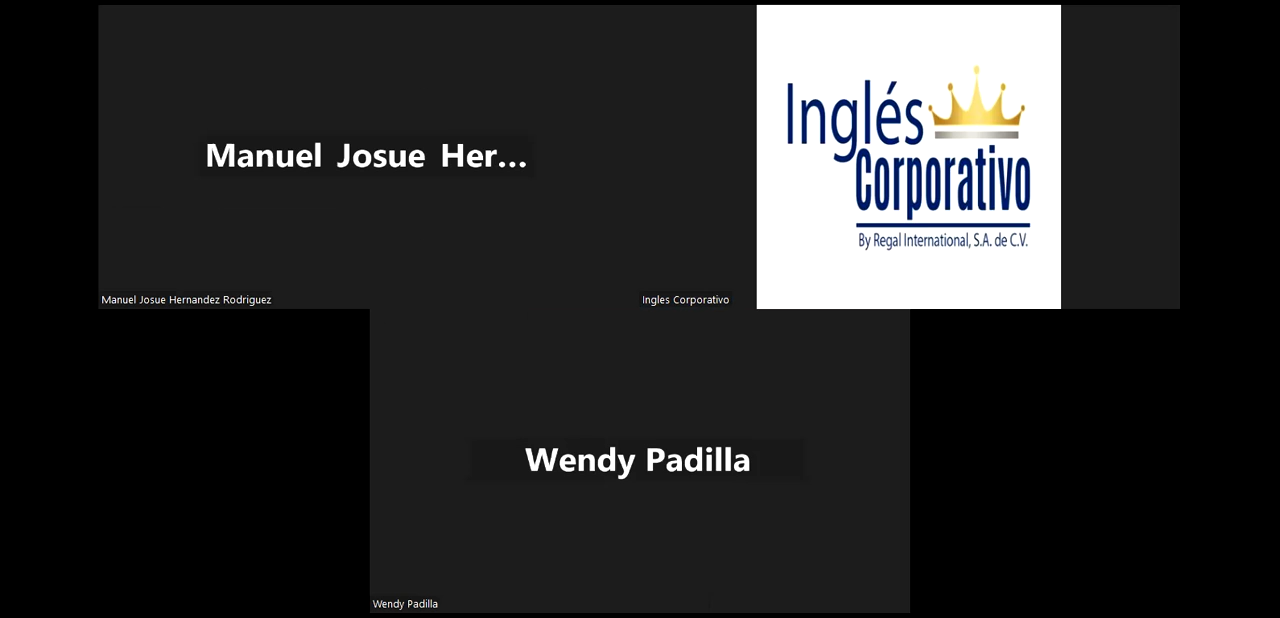 Manuel Josue Her...
Manuel Josue Hernandez Rodriguez
Inglés
Corporativo
By Regal International, S.A. de C.V.
Ingles Corporativo
Wendy Padilla
Wendy Padilla